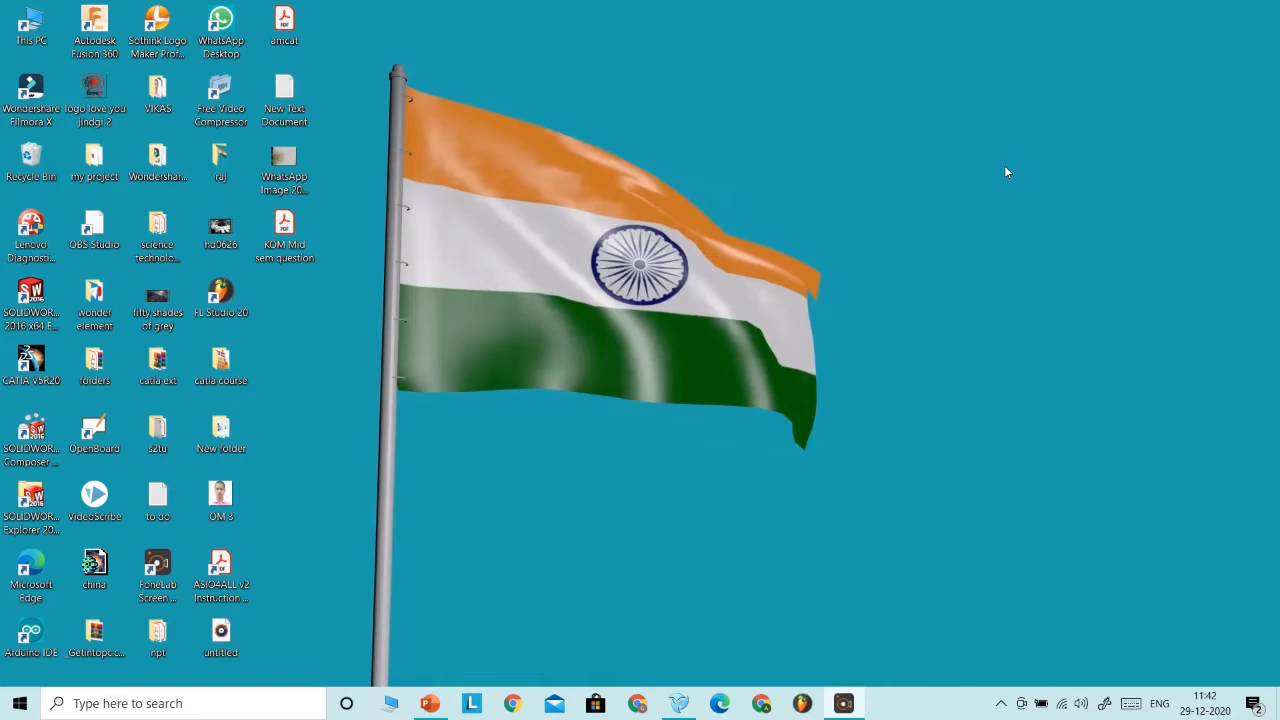 This PC
Autodesk
Fusion 360
Sothink Logo
Maker Prof...
WhatsApp
Desktop
amcat
Wondershare
Filmora X
logo love you
jindgi 2
VIKAS
Free Video
Compressor
New Text
Document
Recycle Bin
my project
Wondershar...
raj
WhatsApp
Image 20...
Lenovo
Diagnosti...
OBS Studio
science
technolo...
hd0626
KOM Mid
sem question
SOLIDWOR...
2016 x64 E...
wonder
element
fifty shades
of grey
FL Studio 20
CATIA V5R20
folders
catia ext
catia course
SOLIDWOR...
Composer ...
OpenBoard
s2tu
New folder
SOLIDWOR...
Explorer 20...
VideoScribe
to do
OM 3
Microsoft
Edge
china
FoneLab
Screen ...
ASIO4ALL v2
Instruction ...
Arduino IDE
_Getintopc.c...
npt
untitled
Type here to search
ENG
11:42
29-12-2020
2